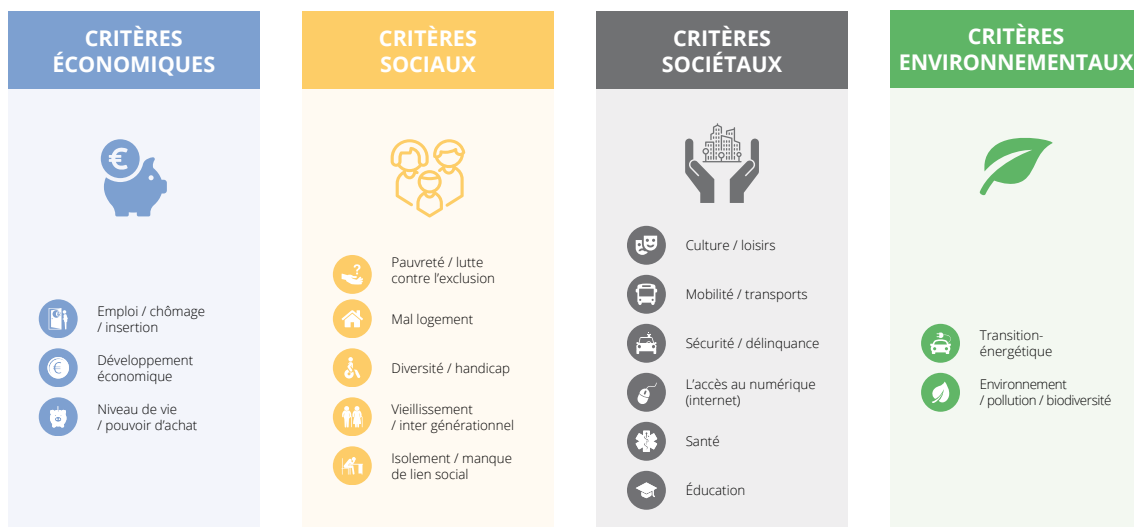 CRITÈRES
ÉCONOMIQUES
Emploi / chômage
/ insertion
Développement
économique
Niveau de vie
/ pouvoir d'achat
CRITÈRES
SOCIAUX
Pauvreté / lutte
contre l'exclusion
Mal logement
Diversité / handicap
Vieillissement
/ inter générationnel
Isolement / manque
de lien social
CRITÈRES
SOCIÉTAUX
Culture / loisirs
Mobilité / transports
Sécurité / délinquance
L'accès au numérique
(internet)
Santé
Éducation
CRITÈRES
ENVIRONNEMENTAUX
Transition-
énergétique
Environnement
/ pollution / biodiversité